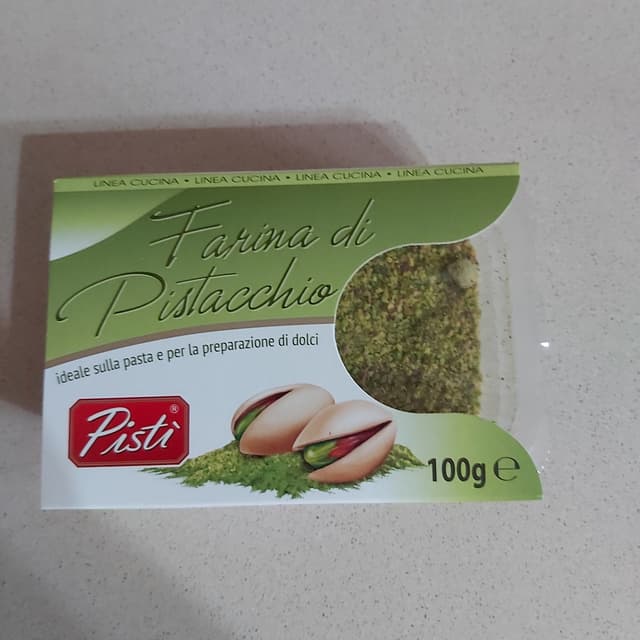 LINEA CUCINA • LINEA CUCINA • LINEA CUCINA • LINEA CUCINA
Farina di
Pistacchio
ideale sulla pasta e per la preparazione di dolci
Pistì®
100g ℮